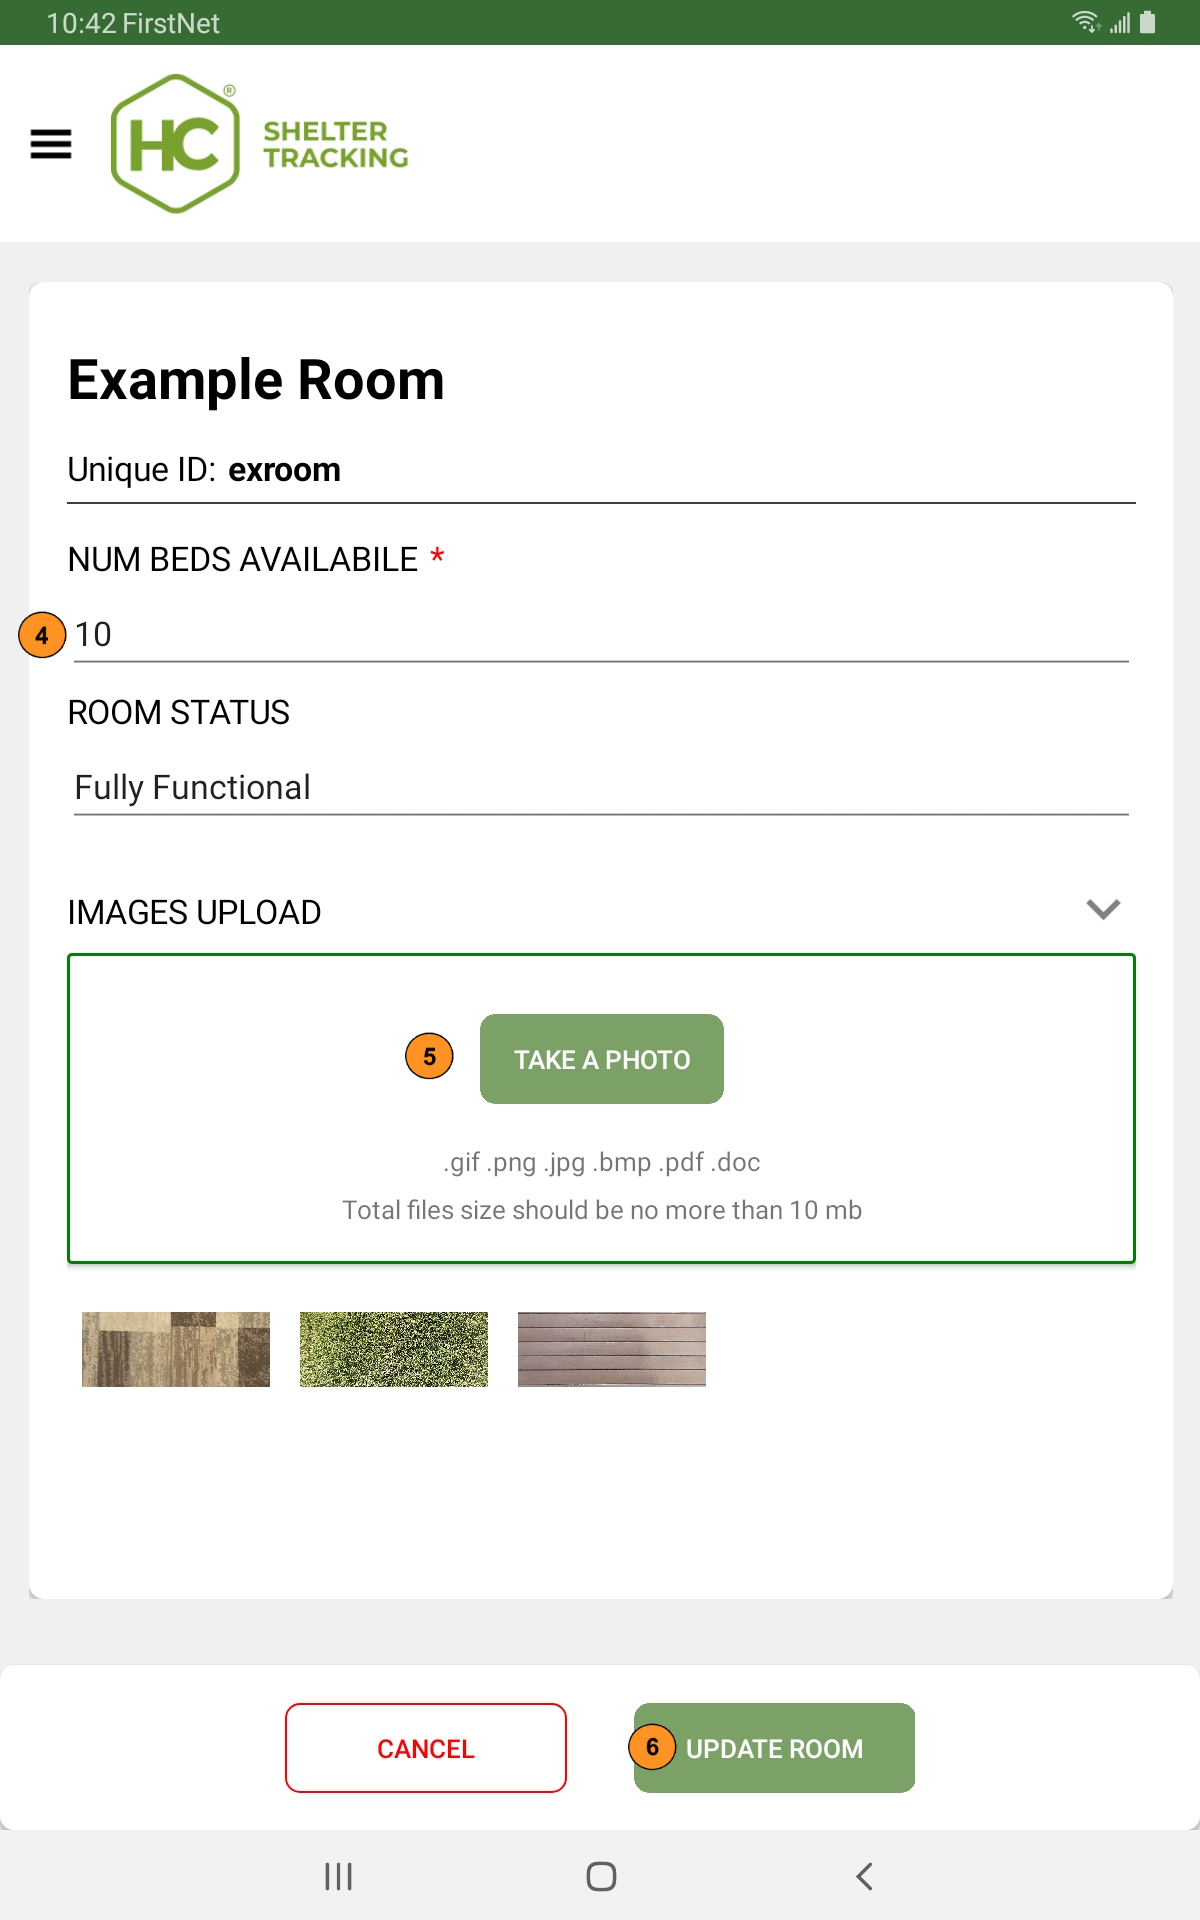 10:42 FirstNet
HC ®
SHELTER
TRACKING
Example Room
Unique ID: exroom
NUM BEDS AVAILABILE *
4 10
ROOM STATUS
Fully Functional
IMAGES UPLOAD
5 TAKE A PHOTO
.gif .png .jpg .bmp .pdf .doc
Total files size should be no more than 10 mb
CANCEL
6 UPDATE ROOM